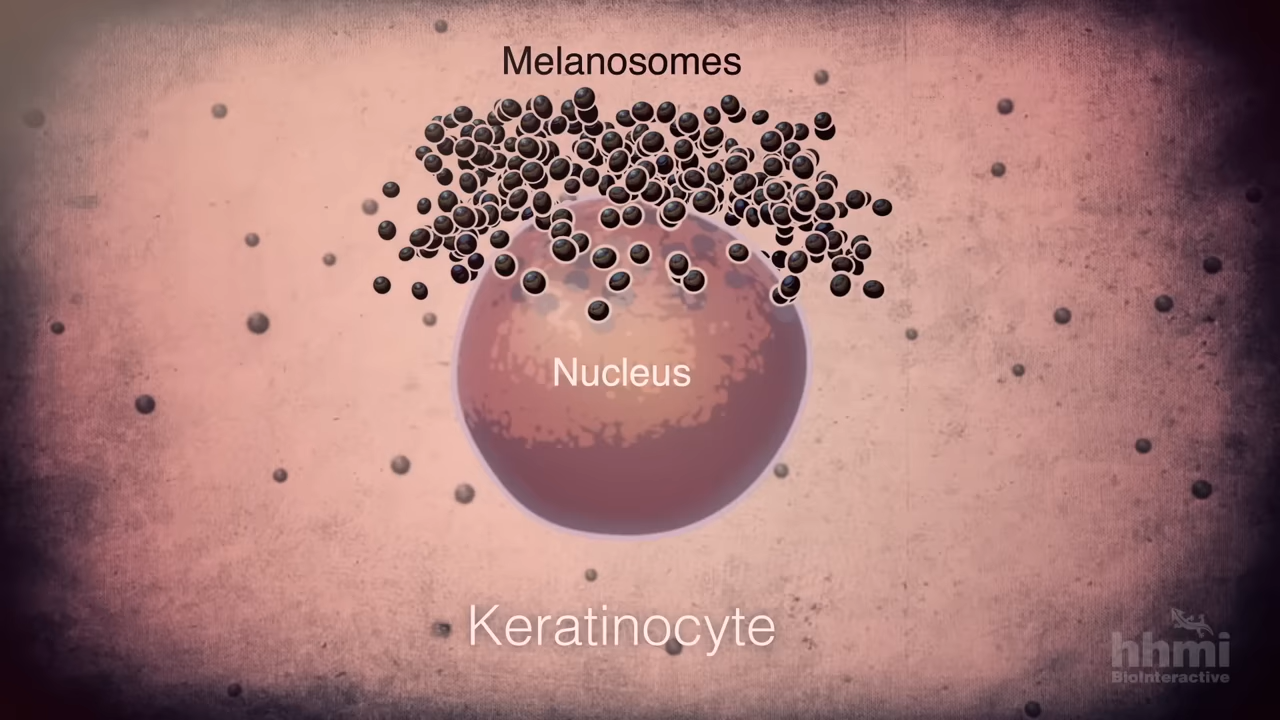 Melanosomes
Nucleus
Keratinocyte
hhmi
BioInteractive